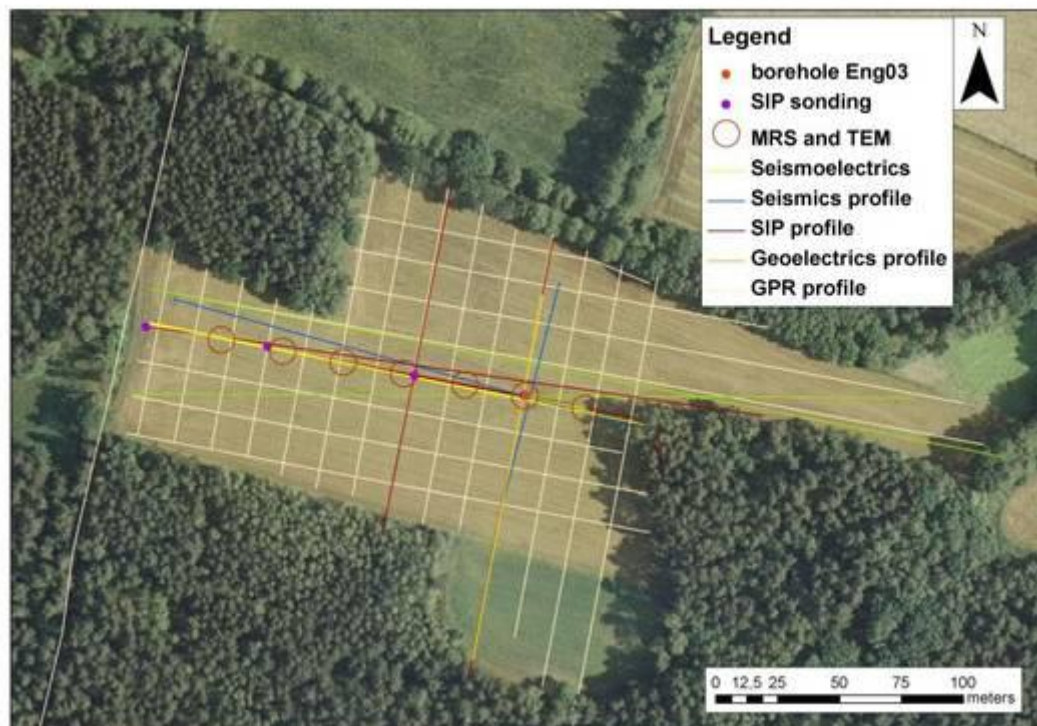 Legend
N
borehole Eng03
SIP sonding
MRS and TEM
Seismoelectrics
Seismics profile
SIP profile
Geoelectrics profile
GPR profile
0 12,5 25 50 75 100
meters